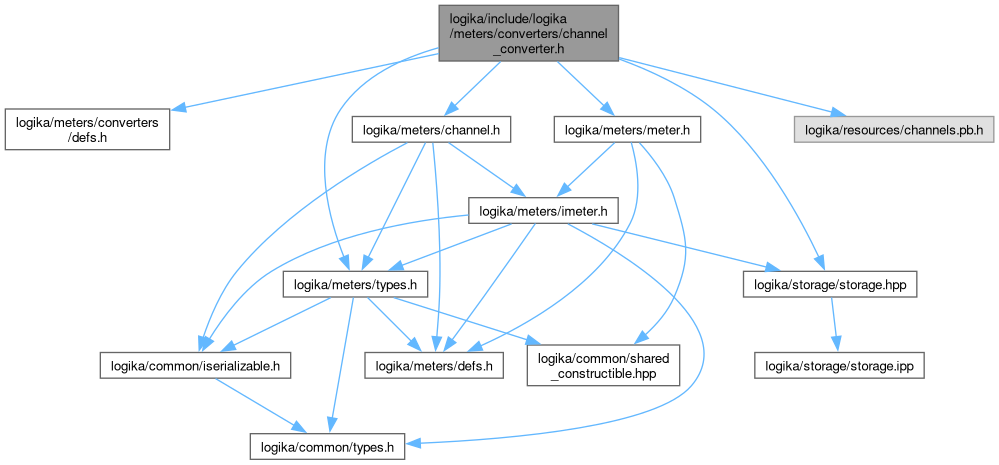 logika/include/logika
/meters/converters/channel
_converter.h
logika/meters/converters
/defs.h
logika/meters/channel.h
logika/meters/meter.h
logika/resources/channels.pb.h
logika/meters/imeter.h
logika/meters/types.h
logika/storage/storage.hpp
logika/common/iserializable.h
logika/meters/defs.h
logika/common/shared
_constructible.hpp
logika/storage/storage.ipp
logika/common/types.h